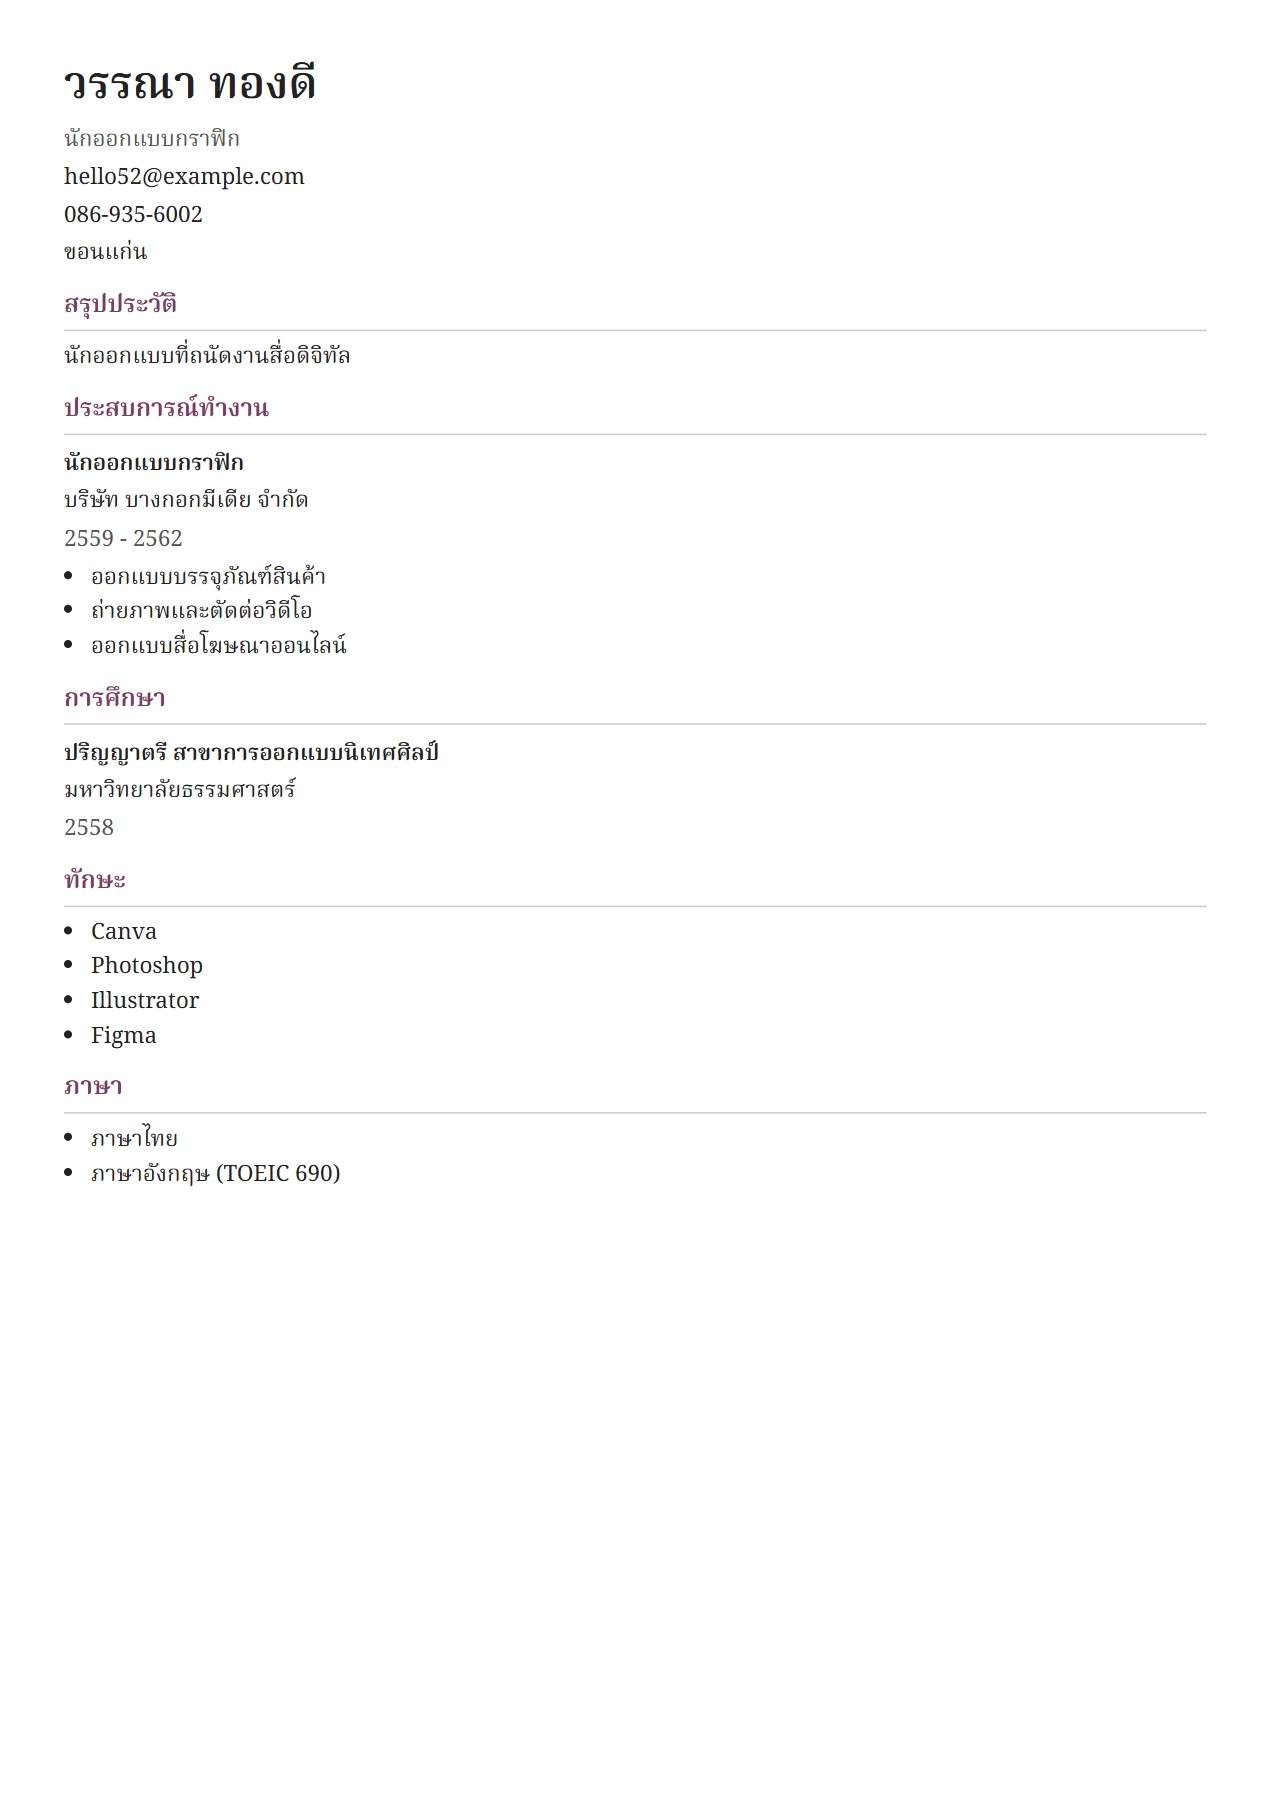 วรรณา ทองดี
นักออกแบบกราฟิก
hello52@example.com
086-935-6002
ขอนแก่น
สรุปประวัติ
นักออกแบบที่ถนัดงานสื่อดิจิทัล
ประสบการณ์ทำงาน
นักออกแบบกราฟิก
บริษัท บางกอกมีเดีย จำกัด
2559 - 2562
• ออกแบบบรรจุภัณฑ์สินค้า
• ถ่ายภาพและตัดต่อวิดีโอ
• ออกแบบสื่อโฆษณาออนไลน์
การศึกษา
ปริญญาตรี สาขาการออกแบบนิเทศศิลป์
มหาวิทยาลัยธรรมศาสตร์
2558
ทักษะ
• Canva
• Photoshop
• Illustrator
• Figma
ภาษา
• ภาษาไทย
• ภาษาอังกฤษ (TOEIC 690)